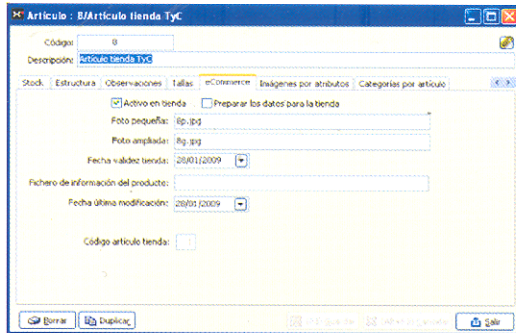 Artículo : 8/Artículo tienda TyC
Código: 8
Descripción: Artículo tienda TyC
Stock Estructura Observaciones Tallas eCommerce Imágenes por atributos Categorías por artículo
Activo en tienda Preparar los datos para la tienda
Foto pequeña: 8p.jpg
Foto ampliada: 8g.jpg
Fecha validez tienda: 28/01/2009
Fichero de información del producto:
Fecha última modificación: 28/01/2009
Código artículo tienda:
Borrar Duplicar Salir